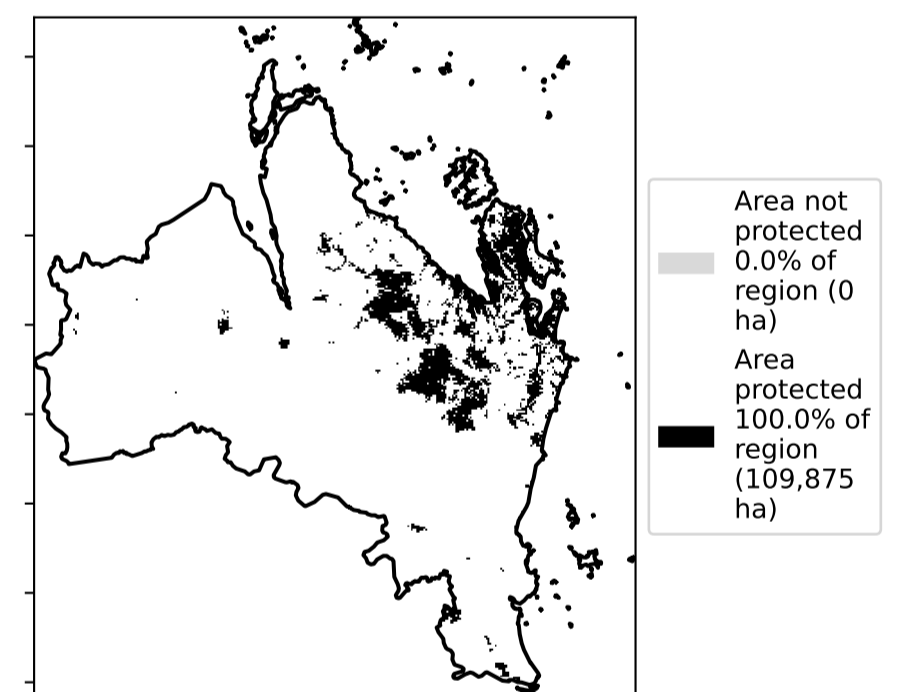 Area not
protected
0.0% of
region (0
ha)
Area
protected
100.0% of
region
(109,875
ha)